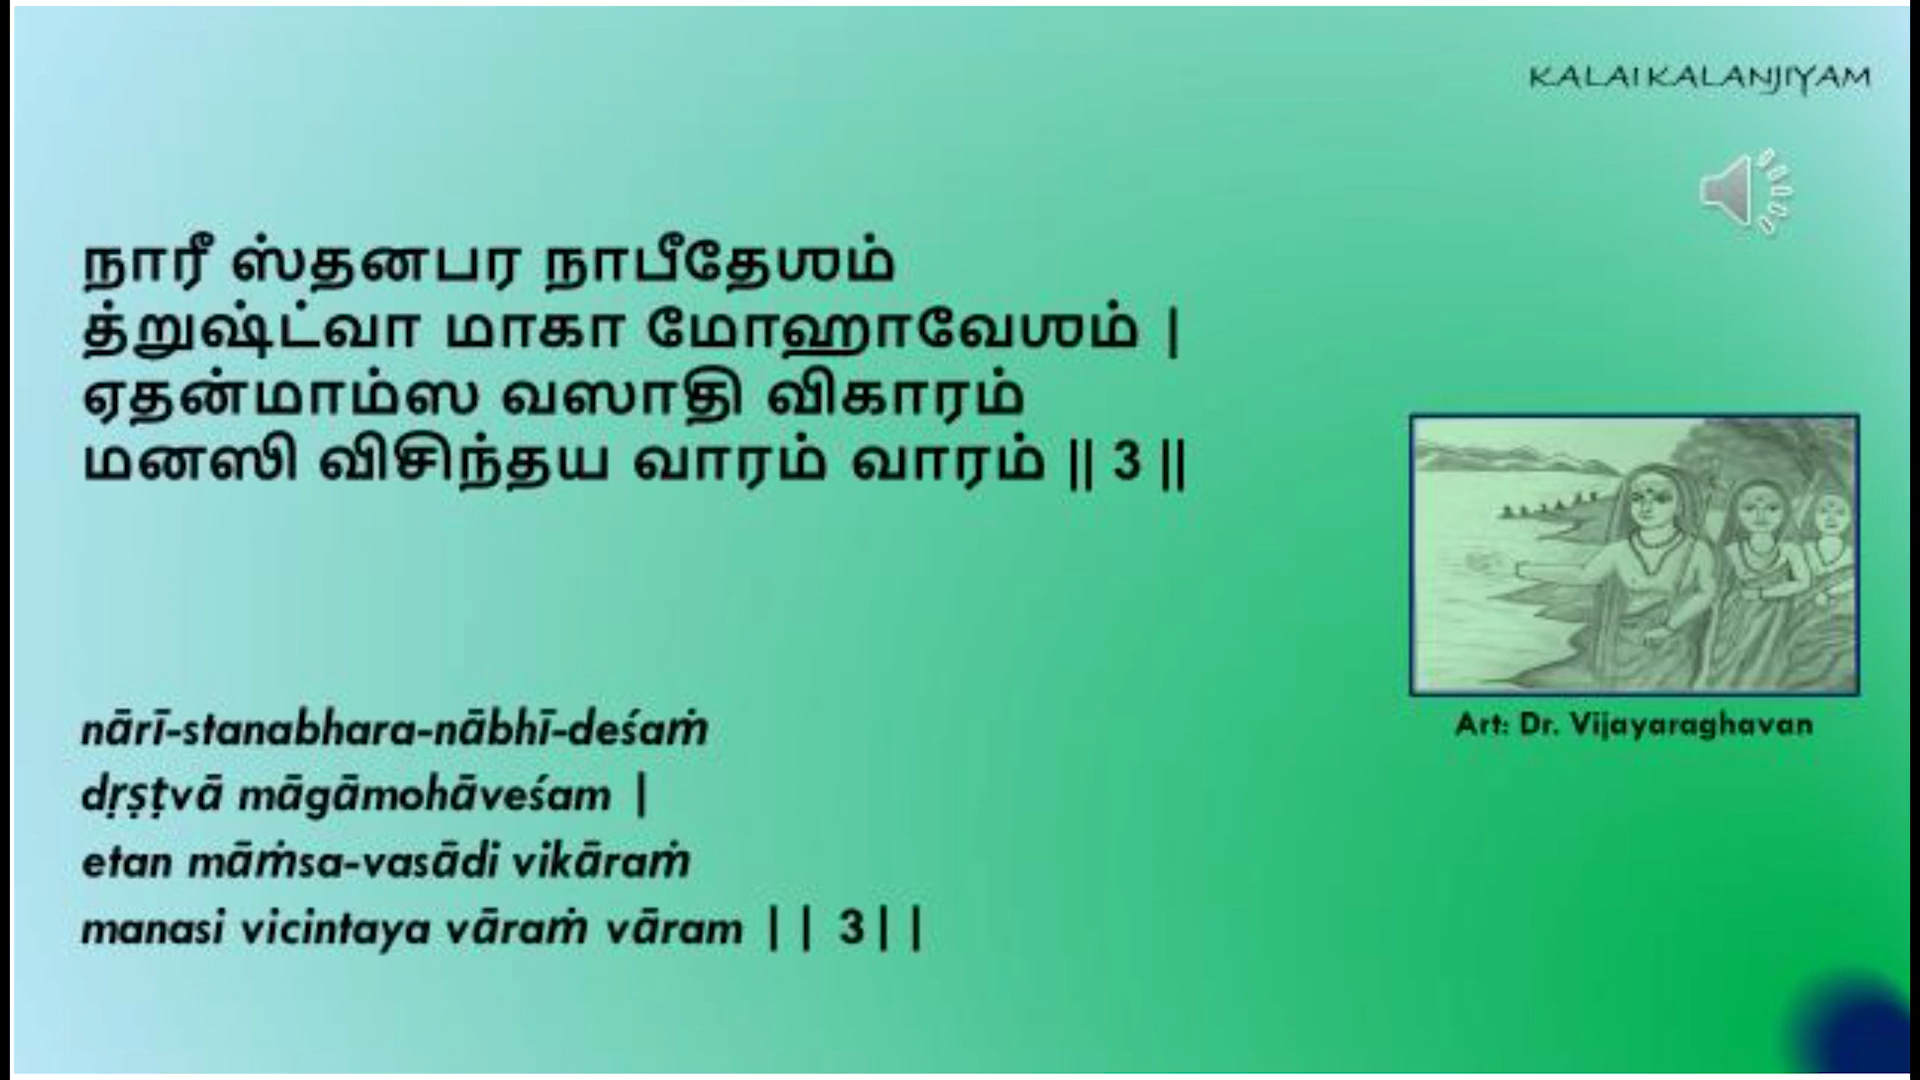 KALAI KALANJIYAM
நாரீ ஸ்தனபர நாபீதேஶம்
த்றுஷ்ட்வா மாகா மோஹாவேஶம் |
ஏதன்மாம்ஸ வஸாதி விகாரம்
மனஸி விசிந்தய வாரம் வாரம் || 3 ||
nārī-stanabhara-nābhī-deśaṁ
dṛṣṭvā māgāmohāveśam |
etan māṁsa-vasādi vikāraṁ
manasi vicintaya vāraṁ vāram | | 3 | |
Art: Dr. Vijayaraghavan